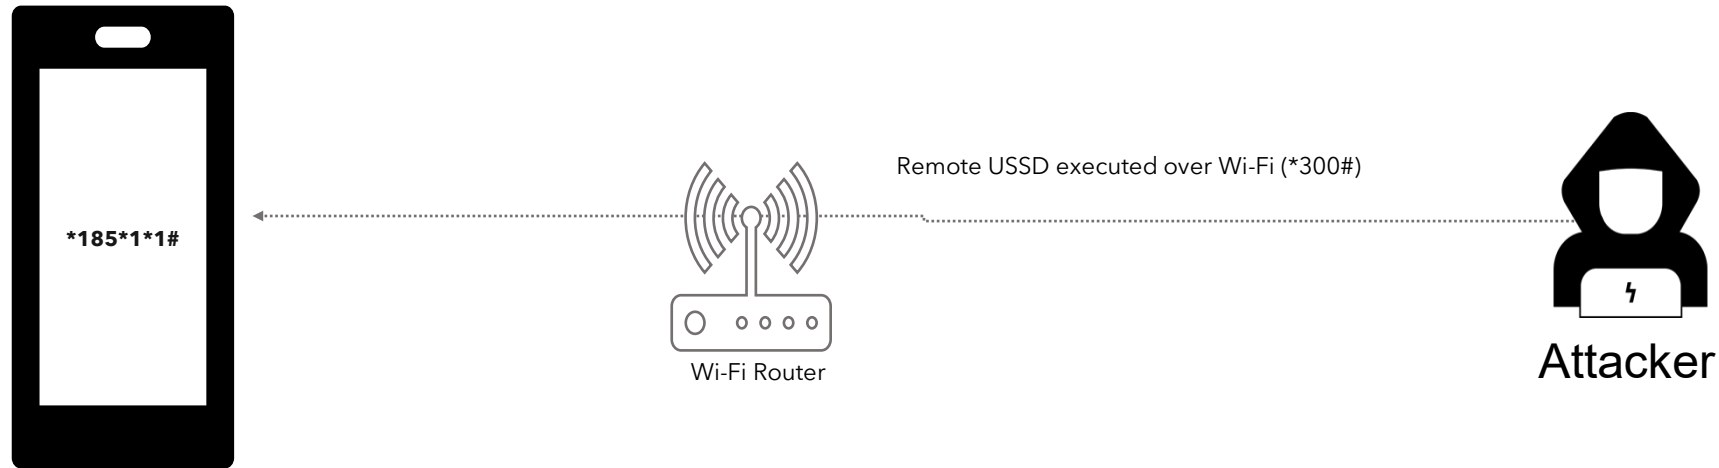 Remote USSD executed over Wi-Fi (*300#)
*185*1*1#
Wi-Fi Router
Attacker